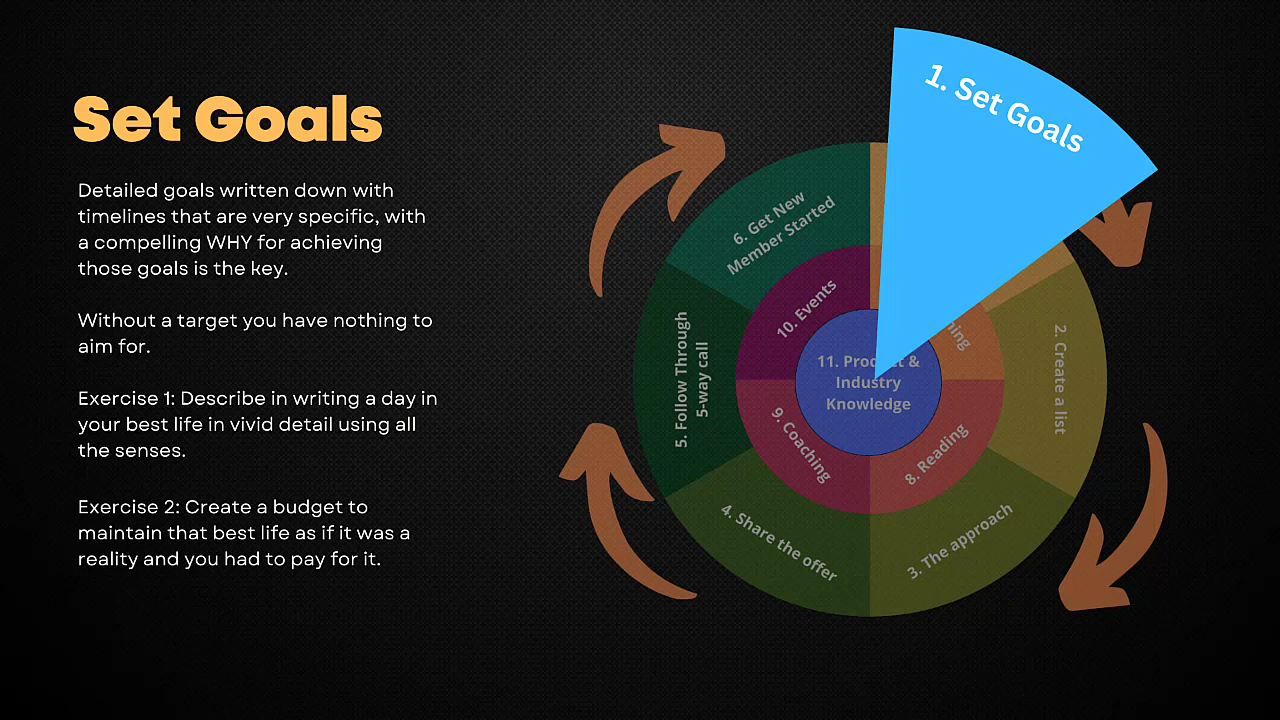 Set Goals
Detailed goals written down with
timelines that are very specific, with
a compelling WHY for achieving
those goals is the key.
Without a target you have nothing to
aim for.
Exercise 1: Describe in writing a day in
your best life in vivid detail using all
the senses.
Exercise 2: Create a budget to
maintain that best life as if it was a
reality and you had to pay for it.
1. Set Goals
2. Create a list
3. The approach
4. Share the offer
5. Follow Through
5-way call
6. Get New
Member Started
8. Reading
9. Coaching
10. Events
11. Product &
Industry
Knowledge